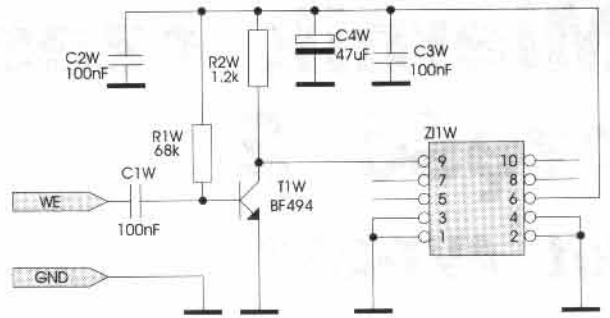 C2W
100nF
R2W
1.2k
C4W
47uF
C3W
100nF
R1W
68k
ZI1W
C1W
9 10
7 8
5 6
3 4
1 2
WE
100nF
T1W
BF494
GND